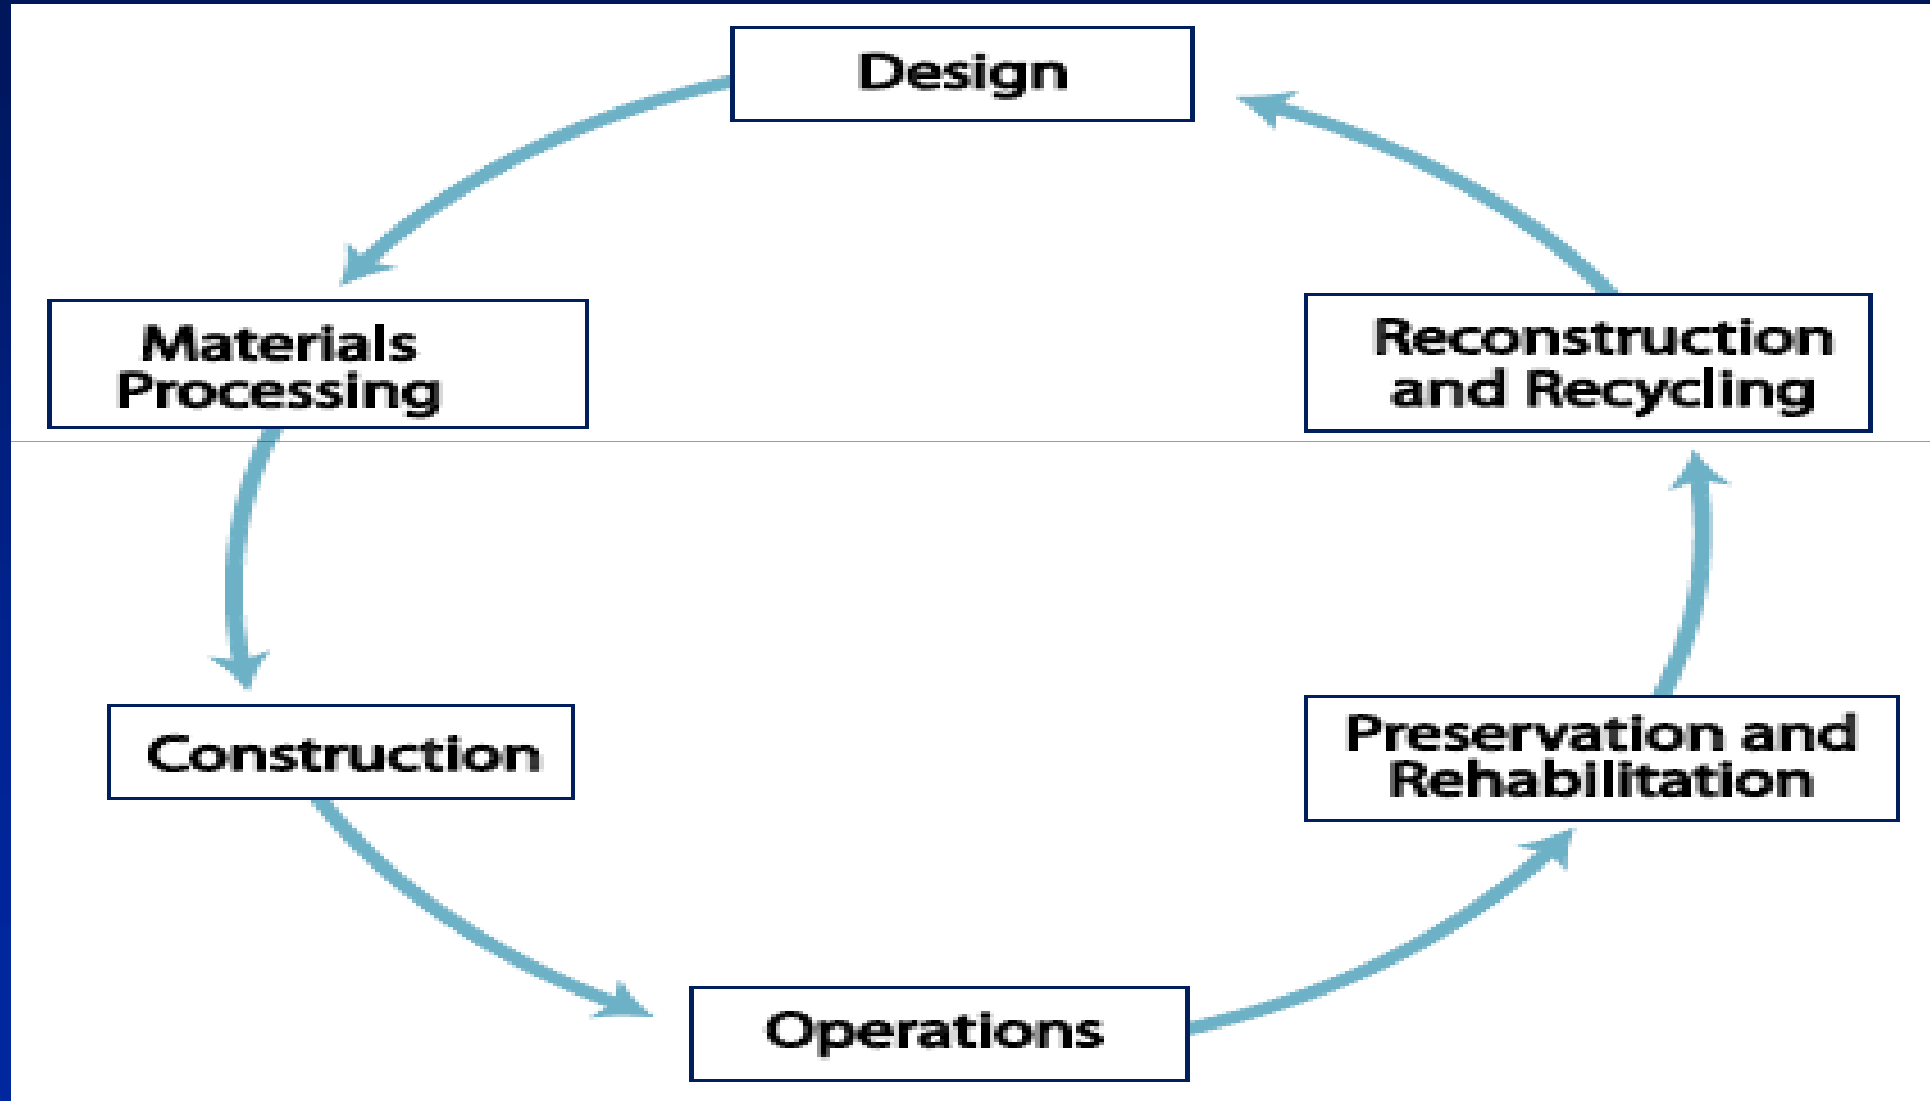 Design
Materials
Processing
Reconstruction
and Recycling
Construction
Preservation and
Rehabilitation
Operations